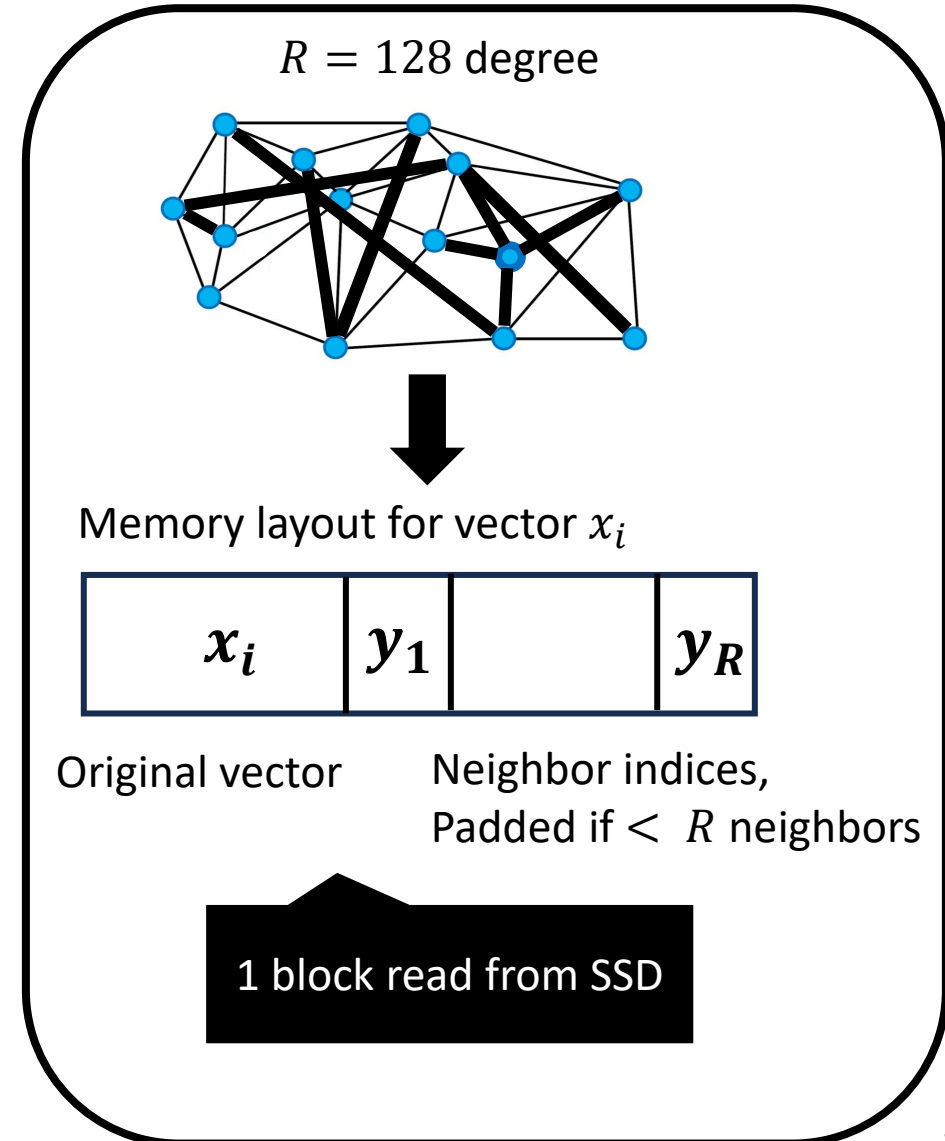 R = 128 degree
Memory layout for vector x_i
x_i y_1 y_R
Original vector
Neighbor indices,
Padded if < R neighbors
1 block read from SSD